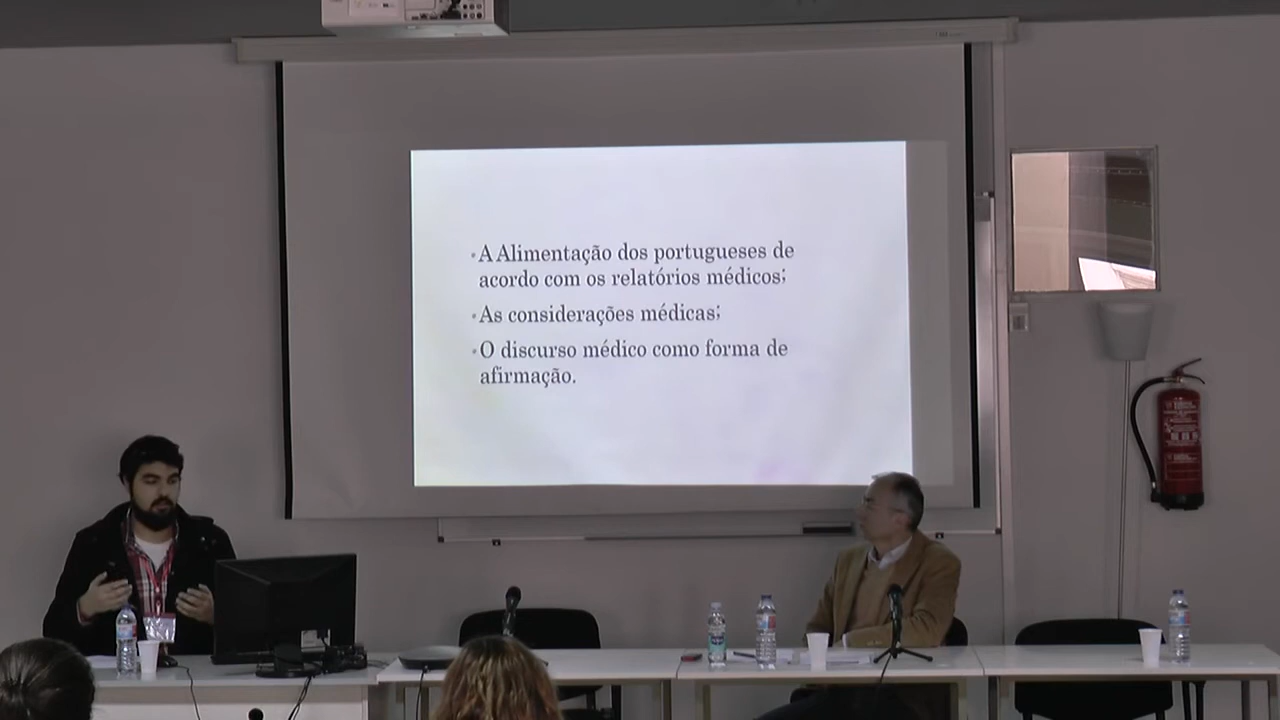 •A Alimentação dos portugueses de
acordo com os relatórios médicos;
•As considerações médicas;
•O discurso médico como forma de
afirmação.